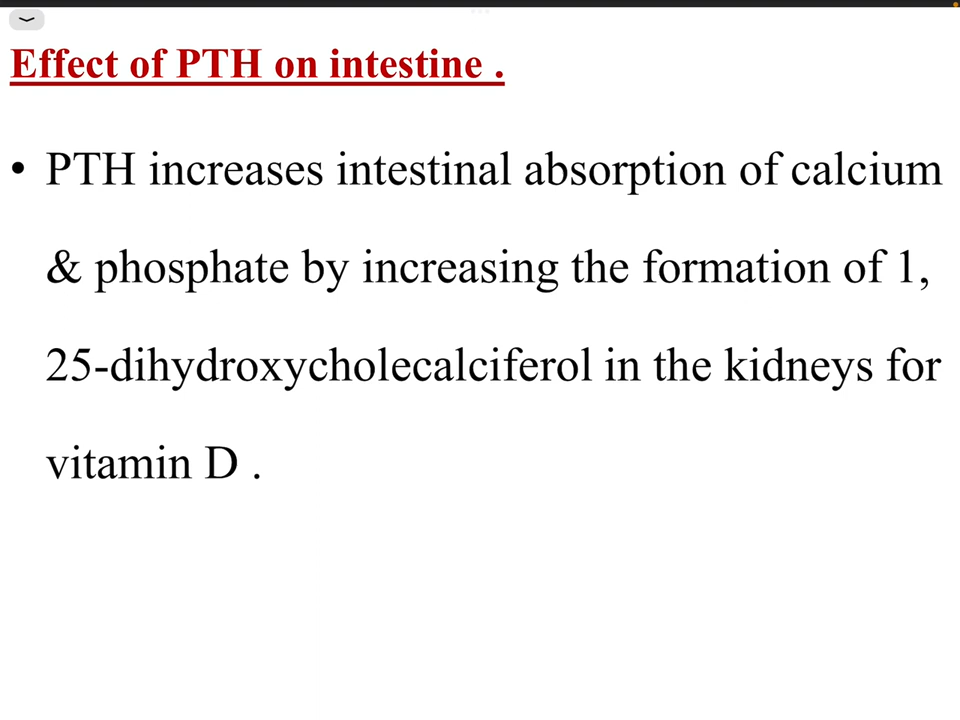 Effect of PTH on intestine .
• PTH increases intestinal absorption of calcium
& phosphate by increasing the formation of 1,
25-dihydroxycholecalciferol in the kidneys for
vitamin D .